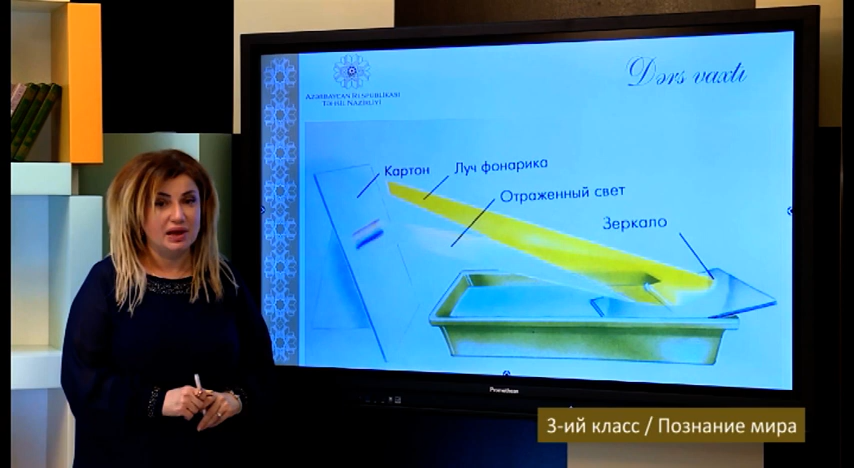 Dərs vaxtı
AZƏRBAYCAN RESPUBLİKASI
TƏHSİL NAZİRLİYİ
Картон
Луч фонарика
Отраженный свет
Зеркало
Promethean
3-ий класс / Познание мира